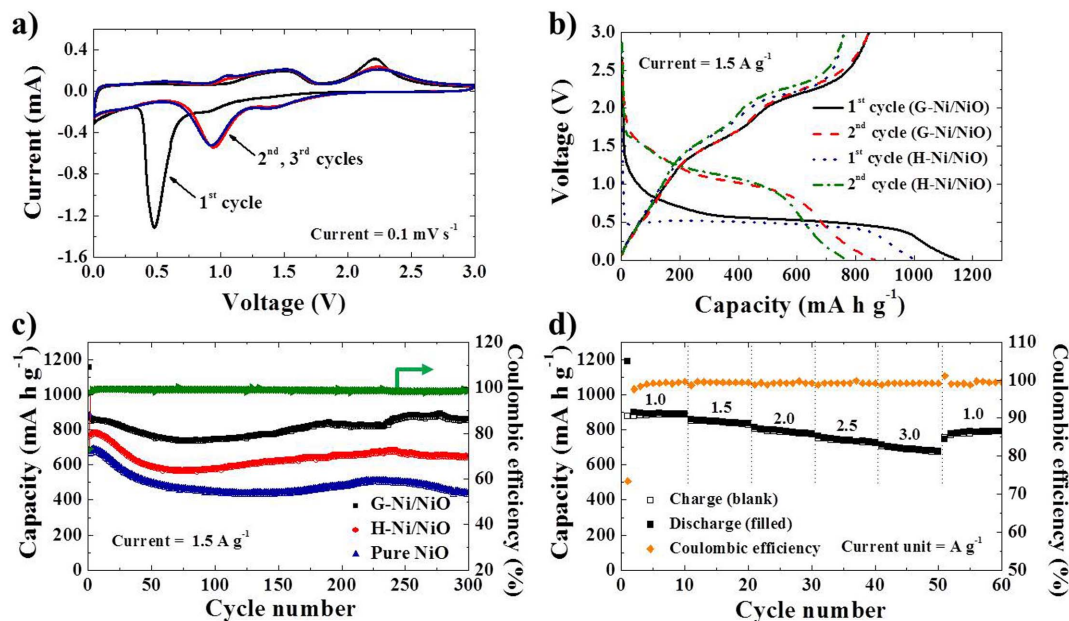 a)
Current (mA)
0.4
0.0
-0.4
-0.8
-1.2
-1.6
2nd, 3rd cycles
1st cycle
Current = 0.1 mV s-1
0.0 0.5 1.0 1.5 2.0 2.5 3.0
Voltage (V)
b)
Voltage (V)
3.0
2.5
2.0
1.5
1.0
0.5
0.0
Current = 1.5 A g-1
1st cycle (G-Ni/NiO)
2nd cycle (G-Ni/NiO)
1st cycle (H-Ni/NiO)
2nd cycle (H-Ni/NiO)
0 200 400 600 800 1000 1200
Capacity (mA h g-1)
c)
Capacity (mA h g-1)
1200
1000
800
600
400
200
0
G-Ni/NiO
H-Ni/NiO
Pure NiO
Current = 1.5 A g-1
0 50 100 150 200 250 300
Cycle number
120
100
80
60
40
20
Coulombic efficiency (%)
d)
Capacity (mA h g-1)
1200
1000
800
600
400
200
0
1.0
1.5
2.0
2.5
3.0
1.0
Charge (blank)
Discharge (filled)
Coulombic efficiency
Current unit = A g-1
0 10 20 30 40 50 60
Cycle number
110
100
90
80
70
60
50
Coulombic efficiency (%)